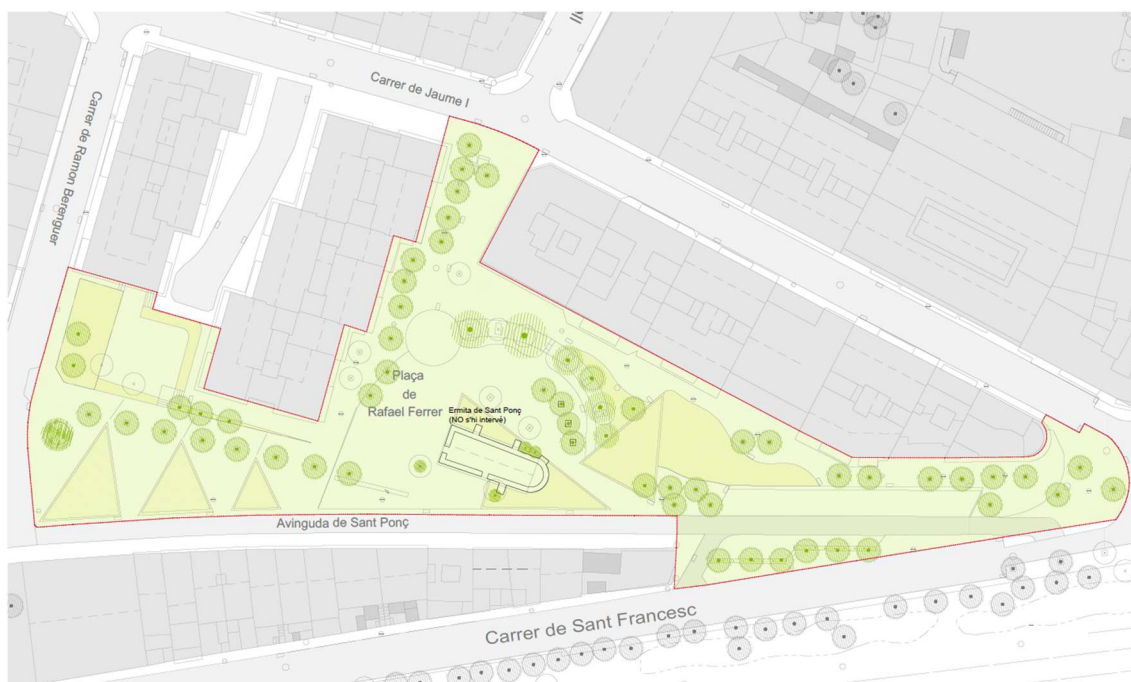 Carrer de Jaume I
Carrer de Ramon Berenguer
Plaça
de
Rafael Ferrer
Ermita de Sant Ponç
(NO s'hi intervé)
Avinguda de Sant Ponç
Carrer de Sant Francesc